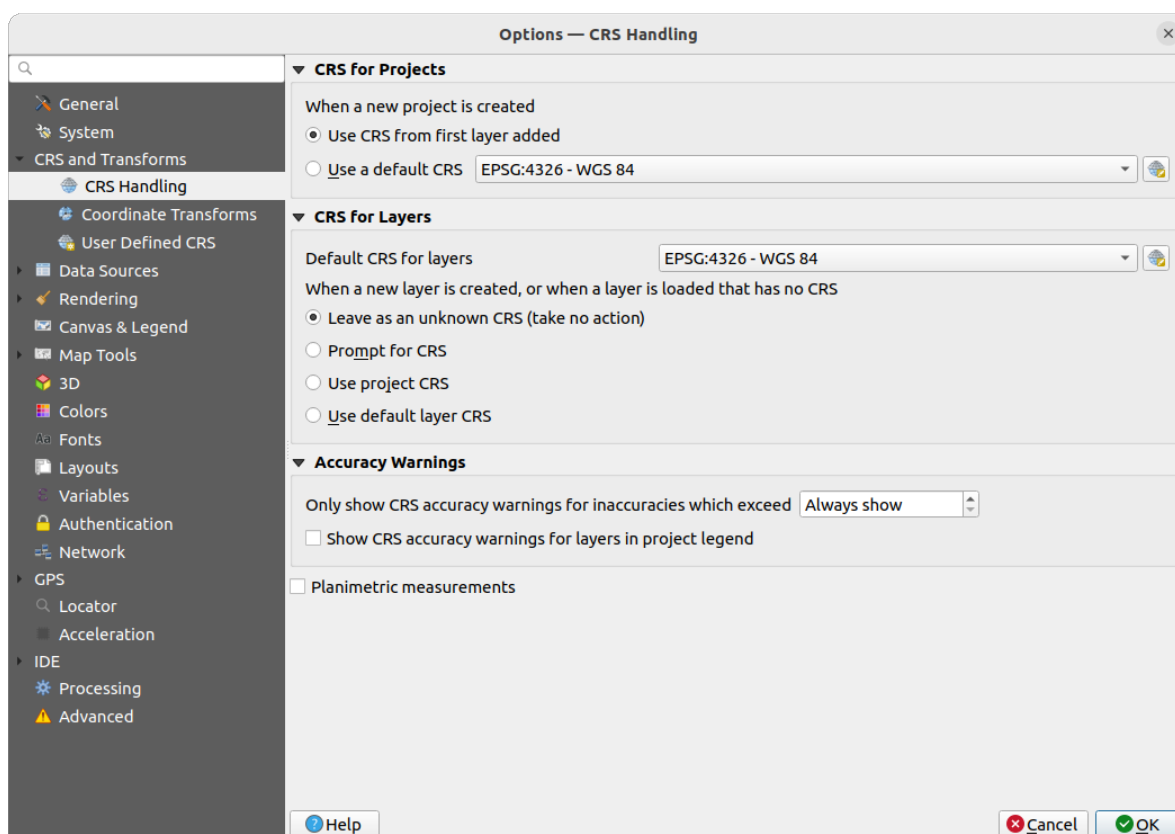 Options — CRS Handling
General
System
CRS and Transforms
CRS Handling
Coordinate Transforms
User Defined CRS
Data Sources
Rendering
Canvas & Legend
Map Tools
3D
Colors
Aa Fonts
Layouts
ε Variables
Authentication
Network
GPS
Locator
Acceleration
IDE
Processing
Advanced
CRS for Projects
When a new project is created
Use CRS from first layer added
Use a default CRS EPSG:4326 - WGS 84
CRS for Layers
Default CRS for layers EPSG:4326 - WGS 84
When a new layer is created, or when a layer is loaded that has no CRS
Leave as an unknown CRS (take no action)
Prompt for CRS
Use project CRS
Use default layer CRS
Accuracy Warnings
Only show CRS accuracy warnings for inaccuracies which exceed Always show
Show CRS accuracy warnings for layers in project legend
Planimetric measurements
Help
Cancel
OK